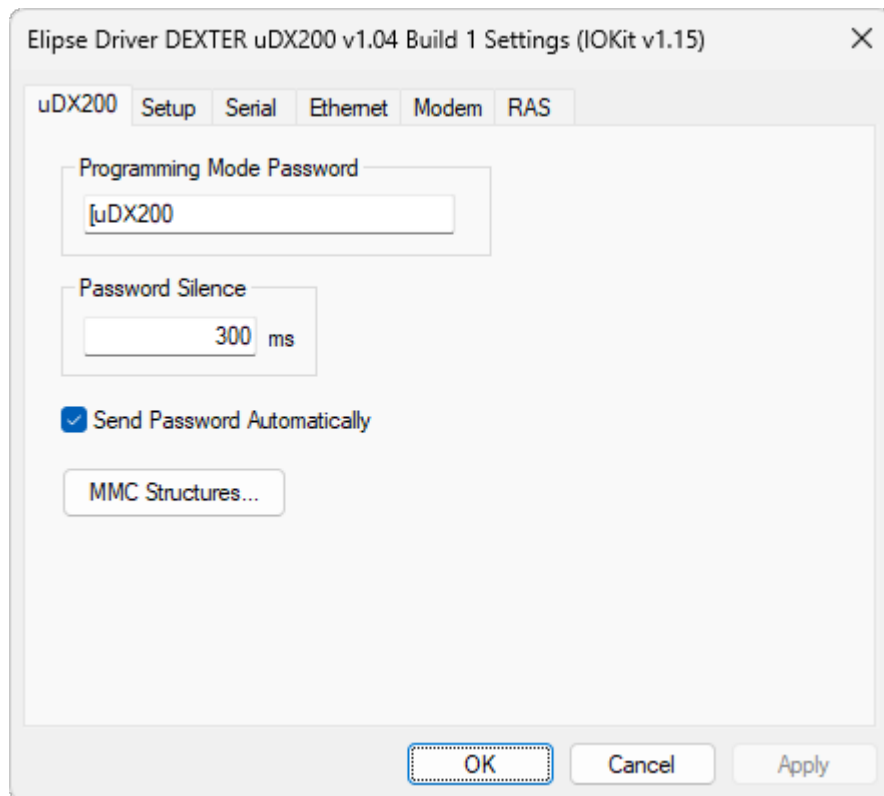 Elipse Driver DEXTER uDX200 v1.04 Build 1 Settings (IOKit v1.15)
uDX200 Setup Serial Ethernet Modem RAS
Programming Mode Password
[uDX200
Password Silence
300 ms
Send Password Automatically
MMC Structures...
OK Cancel Apply